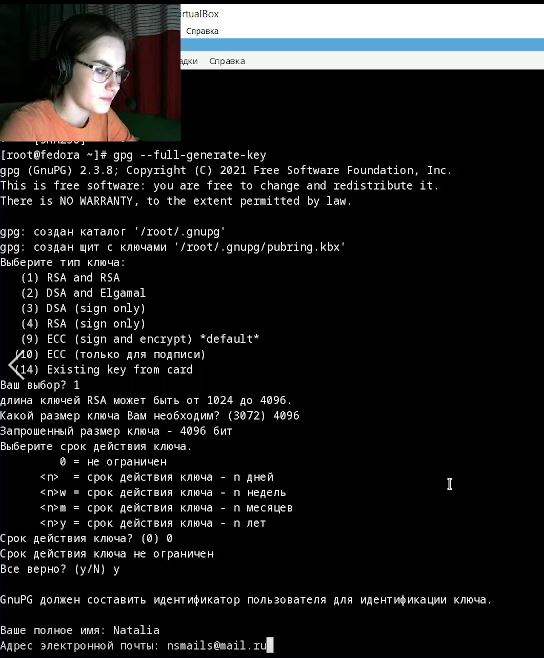 rtualBox
Справка
дки Справка
[root@fedora ~]# gpg --full-generate-key
gpg (GnuPG) 2.3.8; Copyright (C) 2021 Free Software Foundation, Inc.
This is free software: you are free to change and redistribute it.
There is NO WARRANTY, to the extent permitted by law.
gpg: создан каталог '/root/.gnupg'
gpg: создан щит с ключами '/root/.gnupg/pubring.kbx'
Выберите тип ключа:
(1) RSA and RSA
(2) DSA and Elgamal
(3) DSA (sign only)
(4) RSA (sign only)
(9) ECC (sign and encrypt) *default*
(10) ECC (только для подписи)
(14) Existing key from card
Ваш выбор? 1
длина ключей RSA может быть от 1024 до 4096.
Какой размер ключа Вам необходим? (3072) 4096
Запрошенный размер ключа - 4096 бит
Выберите срок действия ключа.
0 = не ограничен
<n> = срок действия ключа - n дней
<n>w = срок действия ключа - n недель
<n>m = срок действия ключа - n месяцев
<n>y = срок действия ключа - n лет
Срок действия ключа? (0) 0
Срок действия ключа не ограничен
Все верно? (y/N) y
GnuPG должен составить идентификатор пользователя для идентификации ключа.
Ваше полное имя: Natalia
Адрес электронной почты: nsmails@mail.ru